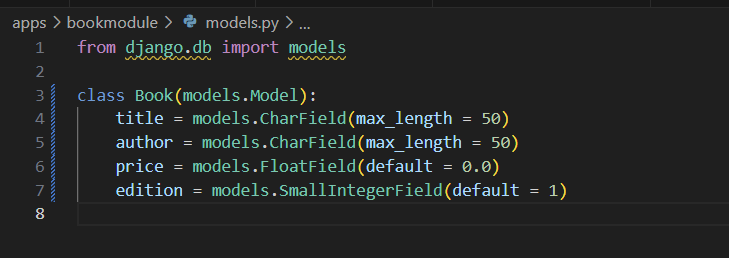 apps > bookmodule > models.py > ...
1 from django.db import models
2
3 class Book(models.Model):
4     title = models.CharField(max_length = 50)
5     author = models.CharField(max_length = 50)
6     price = models.FloatField(default = 0.0)
7     edition = models.SmallIntegerField(default = 1)
8